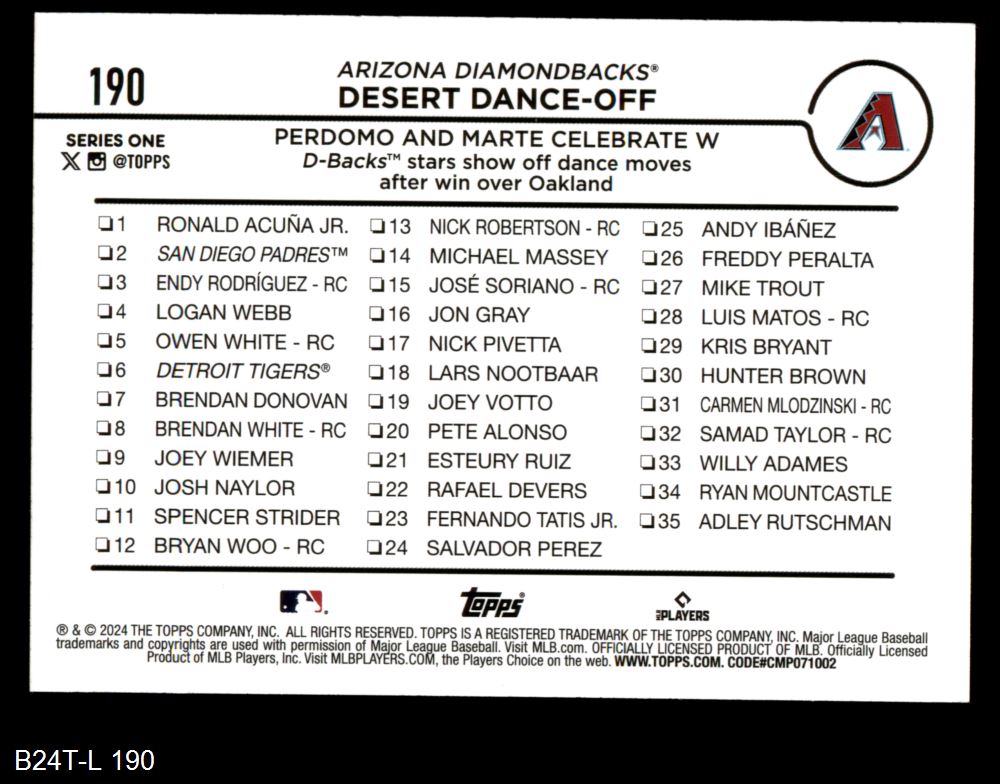 190
ARIZONA DIAMONDBACKS®
DESERT DANCE-OFF
SERIES ONE
@TOPPS
PERDOMO AND MARTE CELEBRATE W
D-Backs™ stars show off dance moves
after win over Oakland
1 RONALD ACUÑA JR.
2 SAN DIEGO PADRES™
3 ENDY RODRÍGUEZ - RC
4 LOGAN WEBB
5 OWEN WHITE - RC
6 DETROIT TIGERS®
7 BRENDAN DONOVAN
8 BRENDAN WHITE - RC
9 JOEY WIEMER
10 JOSH NAYLOR
11 SPENCER STRIDER
12 BRYAN WOO - RC
13 NICK ROBERTSON - RC
14 MICHAEL MASSEY
15 JOSÉ SORIANO - RC
16 JON GRAY
17 NICK PIVETTA
18 LARS NOOTBAAR
19 JOEY VOTTO
20 PETE ALONSO
21 ESTEURY RUIZ
22 RAFAEL DEVERS
23 FERNANDO TATIS JR.
24 SALVADOR PEREZ
25 ANDY IBÁÑEZ
26 FREDDY PERALTA
27 MIKE TROUT
28 LUIS MATOS - RC
29 KRIS BRYANT
30 HUNTER BROWN
31 CARMEN MLODZINSKI - RC
32 SAMAD TAYLOR - RC
33 WILLY ADAMES
34 RYAN MOUNTCASTLE
35 ADLEY RUTSCHMAN
Topps®
MLB PLAYERS
® & © 2024 THE TOPPS COMPANY, INC. ALL RIGHTS RESERVED. TOPPS IS A REGISTERED TRADEMARK OF THE TOPPS COMPANY, INC. Major League Baseball
trademarks and copyrights are used with permission of Major League Baseball. Visit MLB.com. OFFICIALLY LICENSED PRODUCT OF MLB. Officially Licensed
Product of MLB Players, Inc. Visit MLBPLAYERS.COM, the Players Choice on the web. WWW.TOPPS.COM. CODE#CMP071002
B24T-L 190